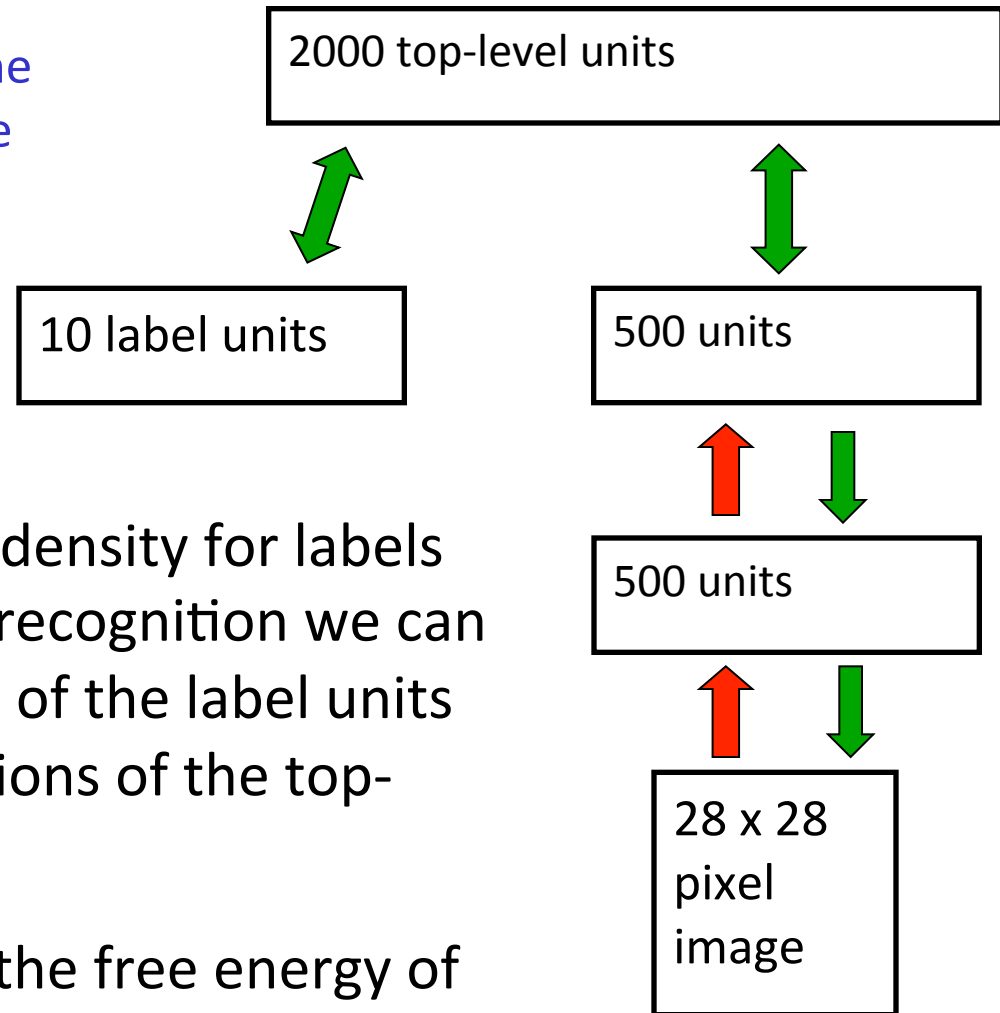 2000 top-level units
10 label units
500 units
density for labels
recognition we can
of the label units
of the top-
the free energy of
500 units
28 x 28
pixel
image